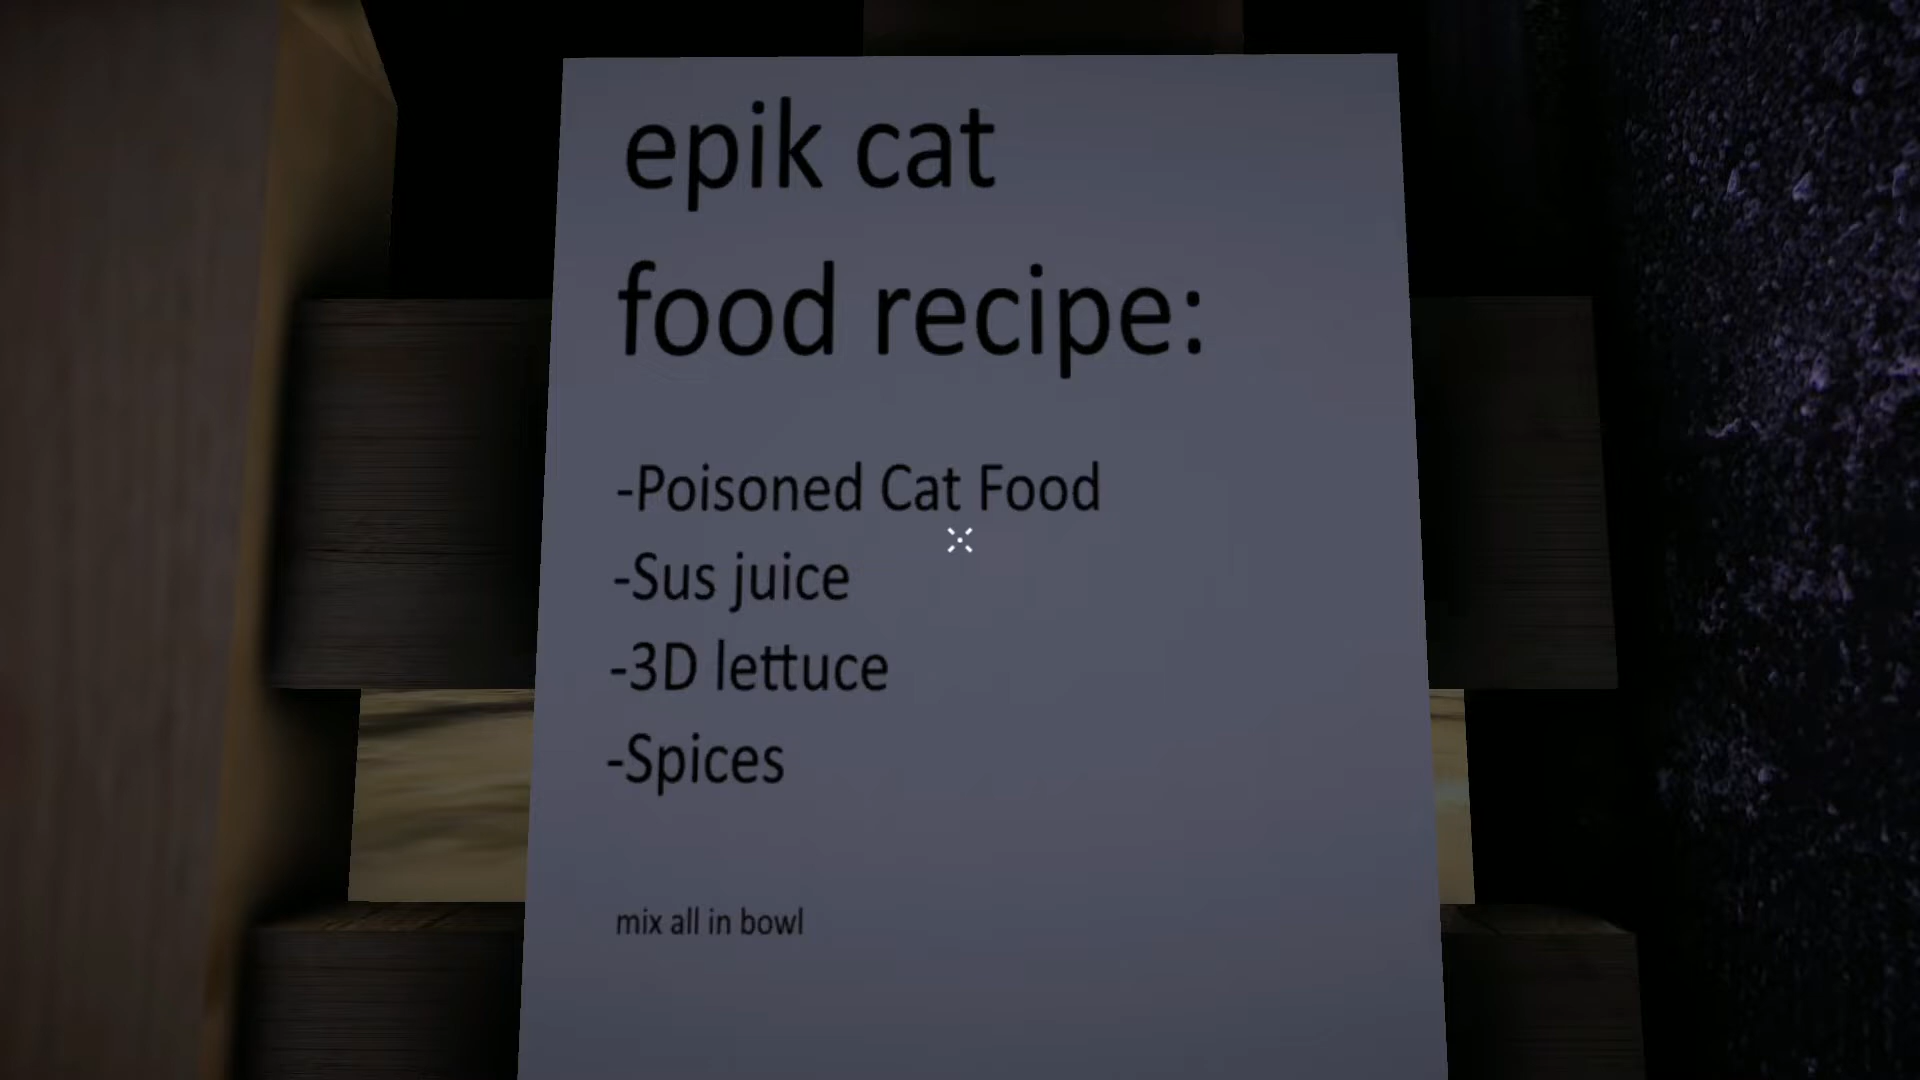 epik cat
food recipe:
-Poisoned Cat Food
-Sus juice
-3D lettuce
-Spices
mix all in bowl